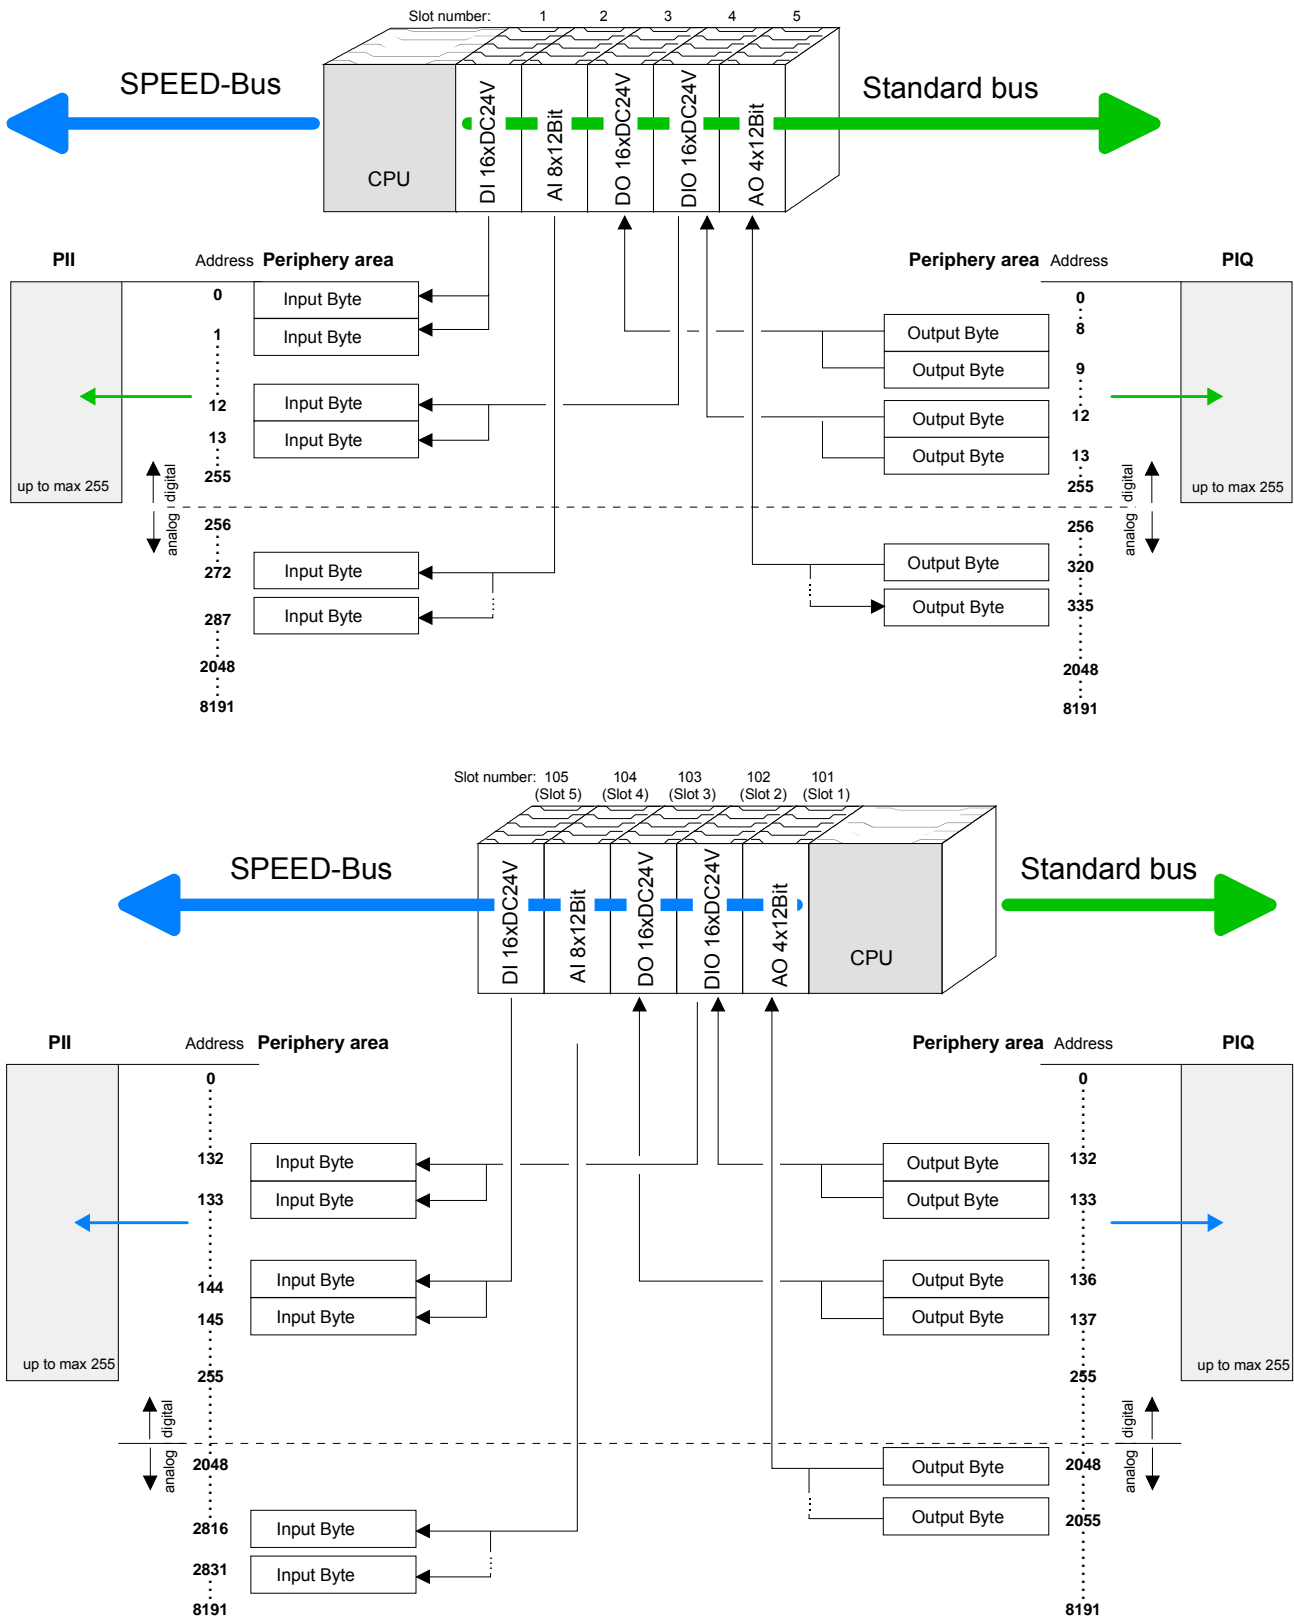 Slot number: 1 2 3 4 5
SPEED-Bus
Standard bus
CPU
DI 16xDC24V
AI 8x12Bit
DO 16xDC24V
DIO 16xDC24V
AO 4x12Bit
PII Address Periphery area
Periphery area Address PIQ
0 Input Byte
1 Input Byte
12 Input Byte
13 Input Byte
255
up to max 255
digital
analog
256
272 Input Byte
287 Input Byte
2048
8191
0
Output Byte 8
Output Byte 9
Output Byte 12
Output Byte 13
255
up to max 255
digital
analog
256
Output Byte 320
Output Byte 335
2048
8191
Slot number: 105 104 103 102 101
(Slot 5) (Slot 4) (Slot 3) (Slot 2) (Slot 1)
SPEED-Bus
Standard bus
DI 16xDC24V
AI 8x12Bit
DO 16xDC24V
DIO 16xDC24V
AO 4x12Bit
CPU
PII Address Periphery area
Periphery area Address PIQ
0
132 Input Byte
133 Input Byte
144 Input Byte
145 Input Byte
255
up to max 255
digital
analog
2048
2816 Input Byte
2831 Input Byte
8191
0
Output Byte 132
Output Byte 133
Output Byte 136
Output Byte 137
255
up to max 255
digital
analog
Output Byte 2048
Output Byte 2055
8191